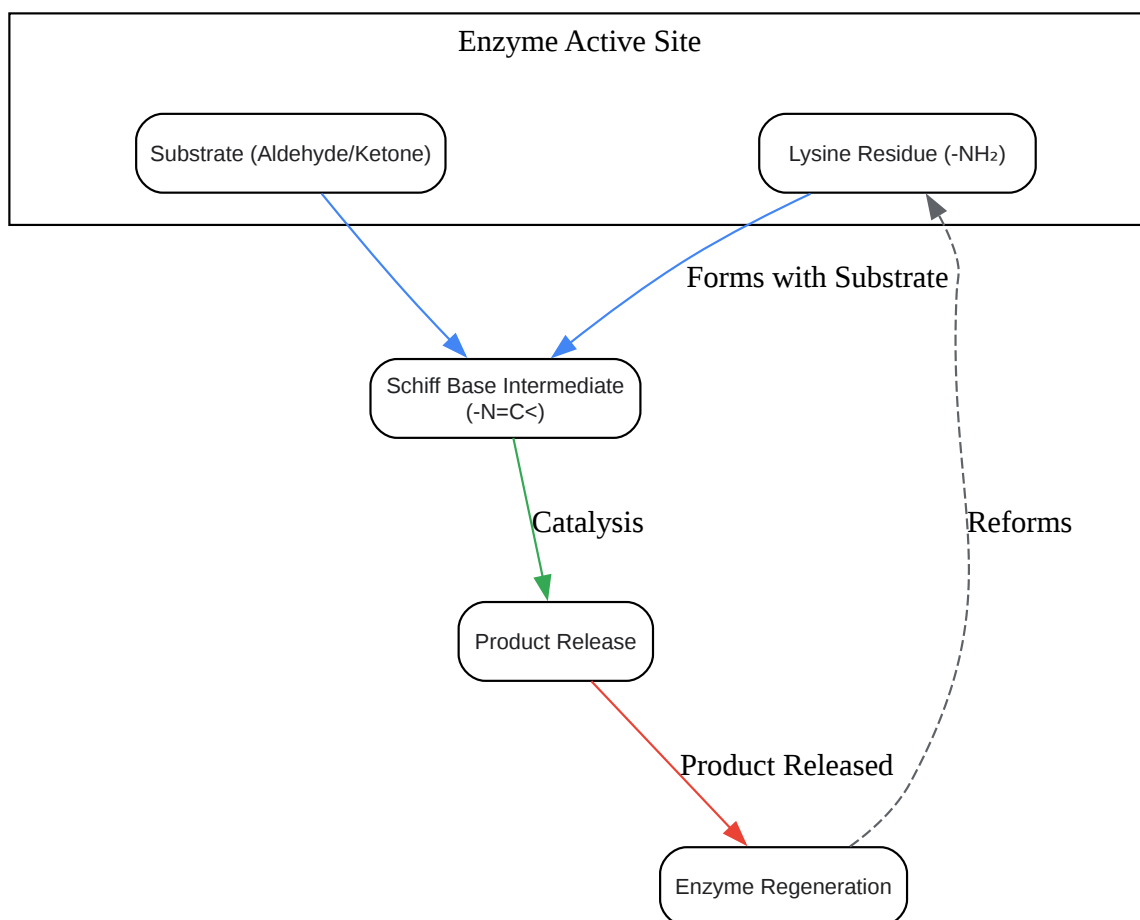 Enzyme Active Site
Substrate (Aldehyde/Ketone)
Lysine Residue (-NH₂)
Forms with Substrate
Schiff Base Intermediate
(-N=C<)
Catalysis
Reforms
Product Release
Product Released
Enzyme Regeneration